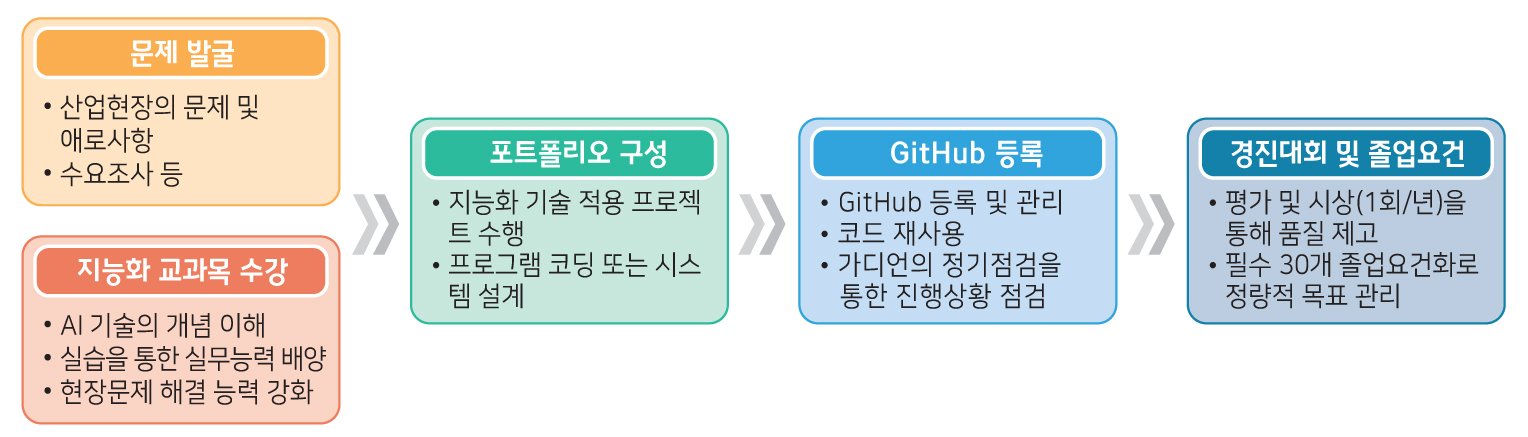 문제 발굴
• 산업현장의 문제 및
애로사항
• 수요조사 등
지능화 교과목 수강
• AI 기술의 개념 이해
• 실습을 통한 실무능력 배양
• 현장문제 해결 능력 강화
포트폴리오 구성
• 지능화 기술 적용 프로젝
트 수행
• 프로그램 코딩 또는 시스
템 설계
GitHub 등록
• GitHub 등록 및 관리
• 코드 재사용
• 가디언의 정기점검을
통한 진행상황 점검
경진대회 및 졸업요건
• 평가 및 시상(1회/년)을
통해 품질 제고
• 필수 30개 졸업요건화로
정량적 목표 관리